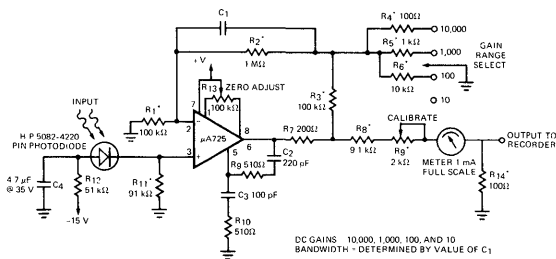 C1
R2*
1 MΩ
R4* 100Ω
10,000
R5* 1 kΩ
1,000
R6*
10 kΩ
100
10
GAIN
RANGE
SELECT
+V
R13
ZERO ADJUST
100 kΩ
R3*
100 kΩ
INPUT
R1*
100 kΩ
7
1
8
2
μA725
6
3
5
H P 5082-4220
PIN PHOTODIODE
R7 200Ω
R9 510Ω
C2
220 pF
CALIBRATE
R8*
9.1 kΩ
R9*
2 kΩ
METER 1 mA
FULL SCALE
OUTPUT TO
RECORDER
4.7 μF
@ 35 V
C4
R12
51 kΩ
-15 V
R11*
91 kΩ
C3 100 pF
R10
510Ω
R14*
100Ω
DC GAINS 10,000, 1,000, 100, AND 10
BANDWIDTH - DETERMINED BY VALUE OF C1